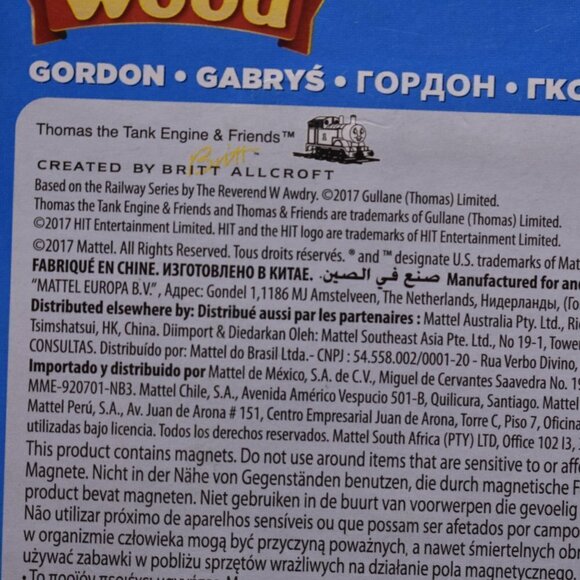 Wood
GORDON • GABRYŚ • ГОРДОН • ΓΚΟ
Thomas the Tank Engine & Friends™
Britt™
CREATED BY BRITT ALLCROFT
Based on the Railway Series by The Reverend W Awdry. ©2017 Gullane (Thomas) Limited.
Thomas the Tank Engine & Friends and Thomas & Friends are trademarks of Gullane (Thomas) Limited.
©2017 HIT Entertainment Limited. HIT and the HIT logo are trademarks of HIT Entertainment Limited.
©2017 Mattel. All Rights Reserved. Tous droits réservés. ® and ™ designate U.S. trademarks of Mat
FABRIQUÉ EN CHINE. ИЗГОТОВЛЕНО В КИТАЕ. صنع في الصين. Manufactured for and
"MATTEL EUROPA B.V.", Адрес: Gondel 1,1186 MJ Amstelveen, The Netherlands, Нидерланды, (Го
Distributed elsewhere by: Distribué aussi par les partenaires : Mattel Australia Pty. Ltd., Ri
Tsimshatsui, HK, China. Diimport & Diedarkan Oleh: Mattel Southeast Asia Pte. Ltd., No 19-1, Tower
CONSULTAS. Distribuído por: Mattel do Brasil Ltda.- CNPJ : 54.558.002/0001-20 - Rua Verbo Divino,
Importado y distribuido por Mattel de México, S.A. de C.V., Miguel de Cervantes Saavedra No. 19
MME-920701-NB3. Mattel Chile, S.A., Avenida Américo Vespucio 501-B, Quilicura, Santiago. Mattel
Mattel Perú, S.A., Av. Juan de Arona # 151, Centro Empresarial Juan de Arona, Torre C, Piso 7, Oficina
utilizadas bajo licencia. Todos los derechos reservados. Mattel South Africa (PTY) LTD, Office 102 I3,
This product contains magnets. Do not use around items that are sensitive to or affe
Magnete. Nicht in der Nähe von Gegenständen benutzen, die durch magnetische F
product bevat magneten. Niet gebruiken in de buurt van voorwerpen die gevoelig
Não utilizar próximo de aparelhos sensíveis ou que possam ser afetados por campo
w organizmie człowieka mogą być przyczyną poważnych, a nawet śmiertelnych obr
używać zabawki w pobliżu sprzętów wrażliwych na działanie pola magnetycznego.
• Το προϊόν περιέχει μαγνήτες. Μ